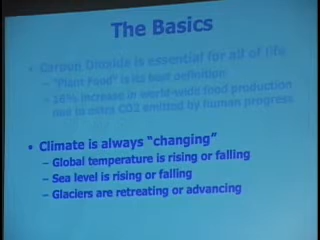 The Basics
• Carbon Dioxide is essential for all of life
– "Plant Food" is its best definition
– 16% increase in world-wide food production
due to extra CO2 emitted by human progress
• Climate is always "changing"
– Global temperature is rising or falling
– Sea level is rising or falling
– Glaciers are retreating or advancing